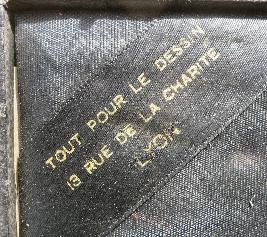 TOUT POUR LE DESSIN
13 RUE DE LA CHARITE
LYON